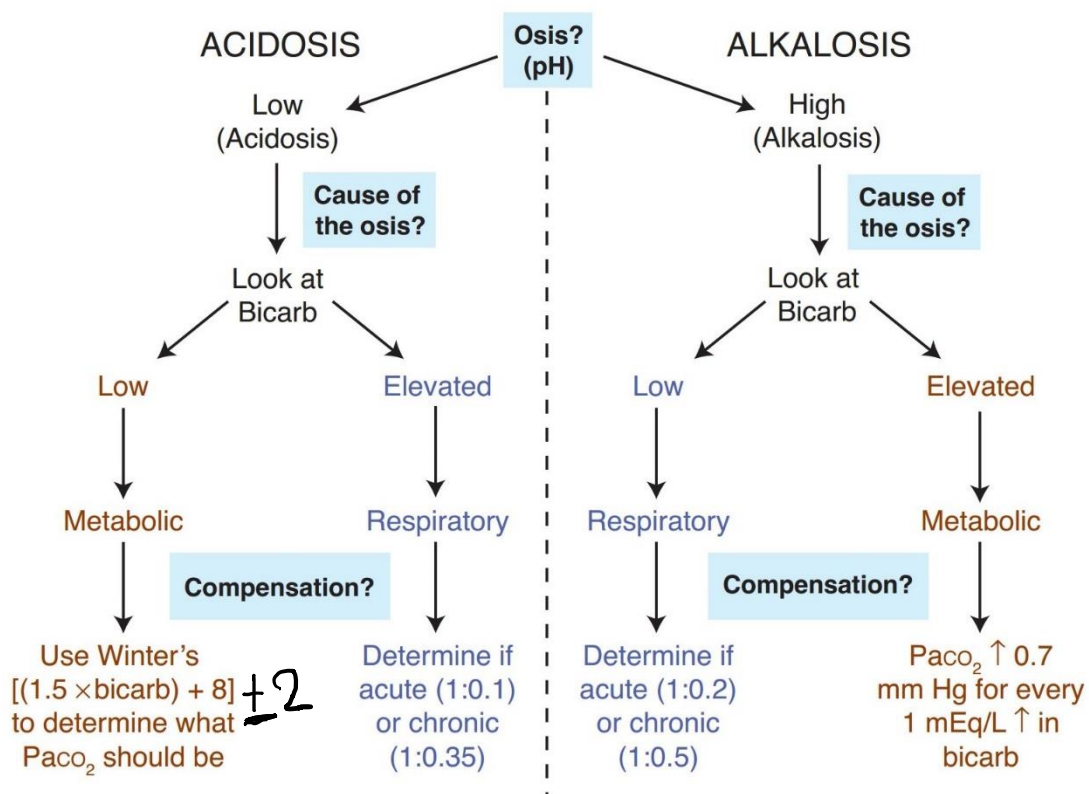 ACIDOSIS
Osis?
(pH)
ALKALOSIS
Low
(Acidosis)
High
(Alkalosis)
Cause of
the osis?
Cause of
the osis?
Look at
Bicarb
Look at
Bicarb
Low
Elevated
Low
Elevated
Metabolic
Respiratory
Respiratory
Metabolic
Compensation?
Compensation?
Use Winter's
[(1.5 ×bicarb) + 8] ±2
to determine what
PaCO₂ should be
Determine if
acute (1:0.1)
or chronic
(1:0.35)
Determine if
acute (1:0.2)
or chronic
(1:0.5)
PaCO₂ ↑ 0.7
mm Hg for every
1 mEq/L ↑ in
bicarb